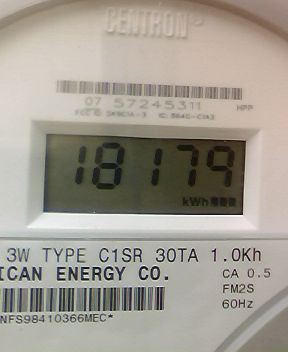 CENTRON
07 57245311 HPP
18179
kWh
3W TYPE C1SR 30TA 1.0Kh
ICAN ENERGY CO. CA 0.5
FM2S
60Hz
NFS98410366MEC*